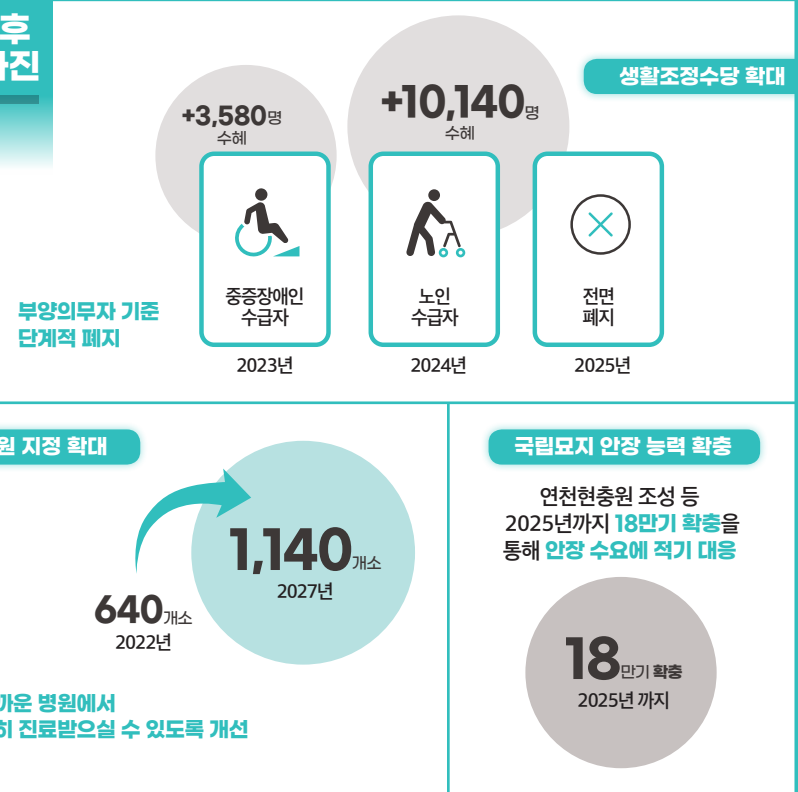 후
생활조정수당 확대
+3,580명
수혜
+10,140명
수혜
부양의무자 기준
단계적 폐지
중증장애인
수급자
2023년
노인
수급자
2024년
전면
폐지
2025년
원 지정 확대
640개소
2022년
1,140개소
2027년
까운 병원에서
히 진료받으실 수 있도록 개선
국립묘지 안장 능력 확충
연천현충원 조성 등
2025년까지 18만기 확충을
통해 안장 수요에 적기 대응
18만기 확충
2025년 까지